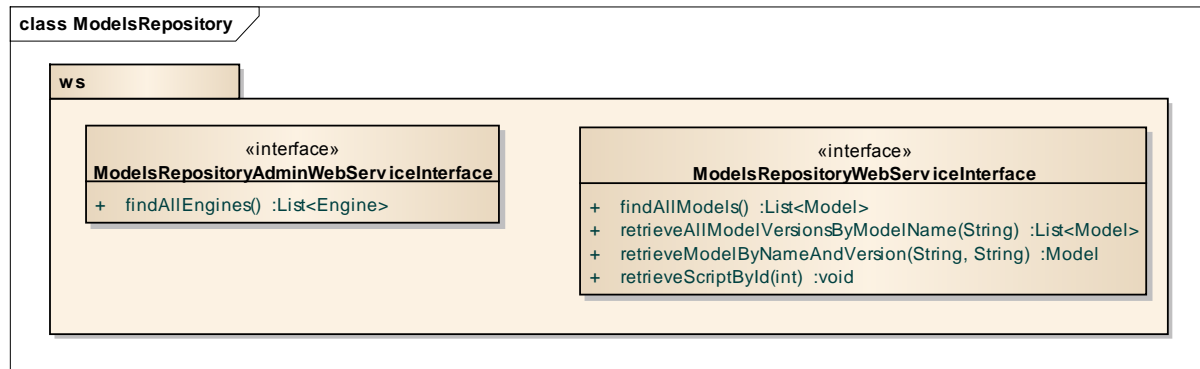 class ModelsRepository
ws
«interface»
ModelsRepositoryAdminWebServiceInterface
+ findAllEngines() :List<Engine>
«interface»
ModelsRepositoryWebServiceInterface
+ findAllModels() :List<Model>
+ retrieveAllModelVersionsByModelName(String) :List<Model>
+ retrieveModelByNameAndVersion(String, String) :Model
+ retrieveScriptById(int) :void